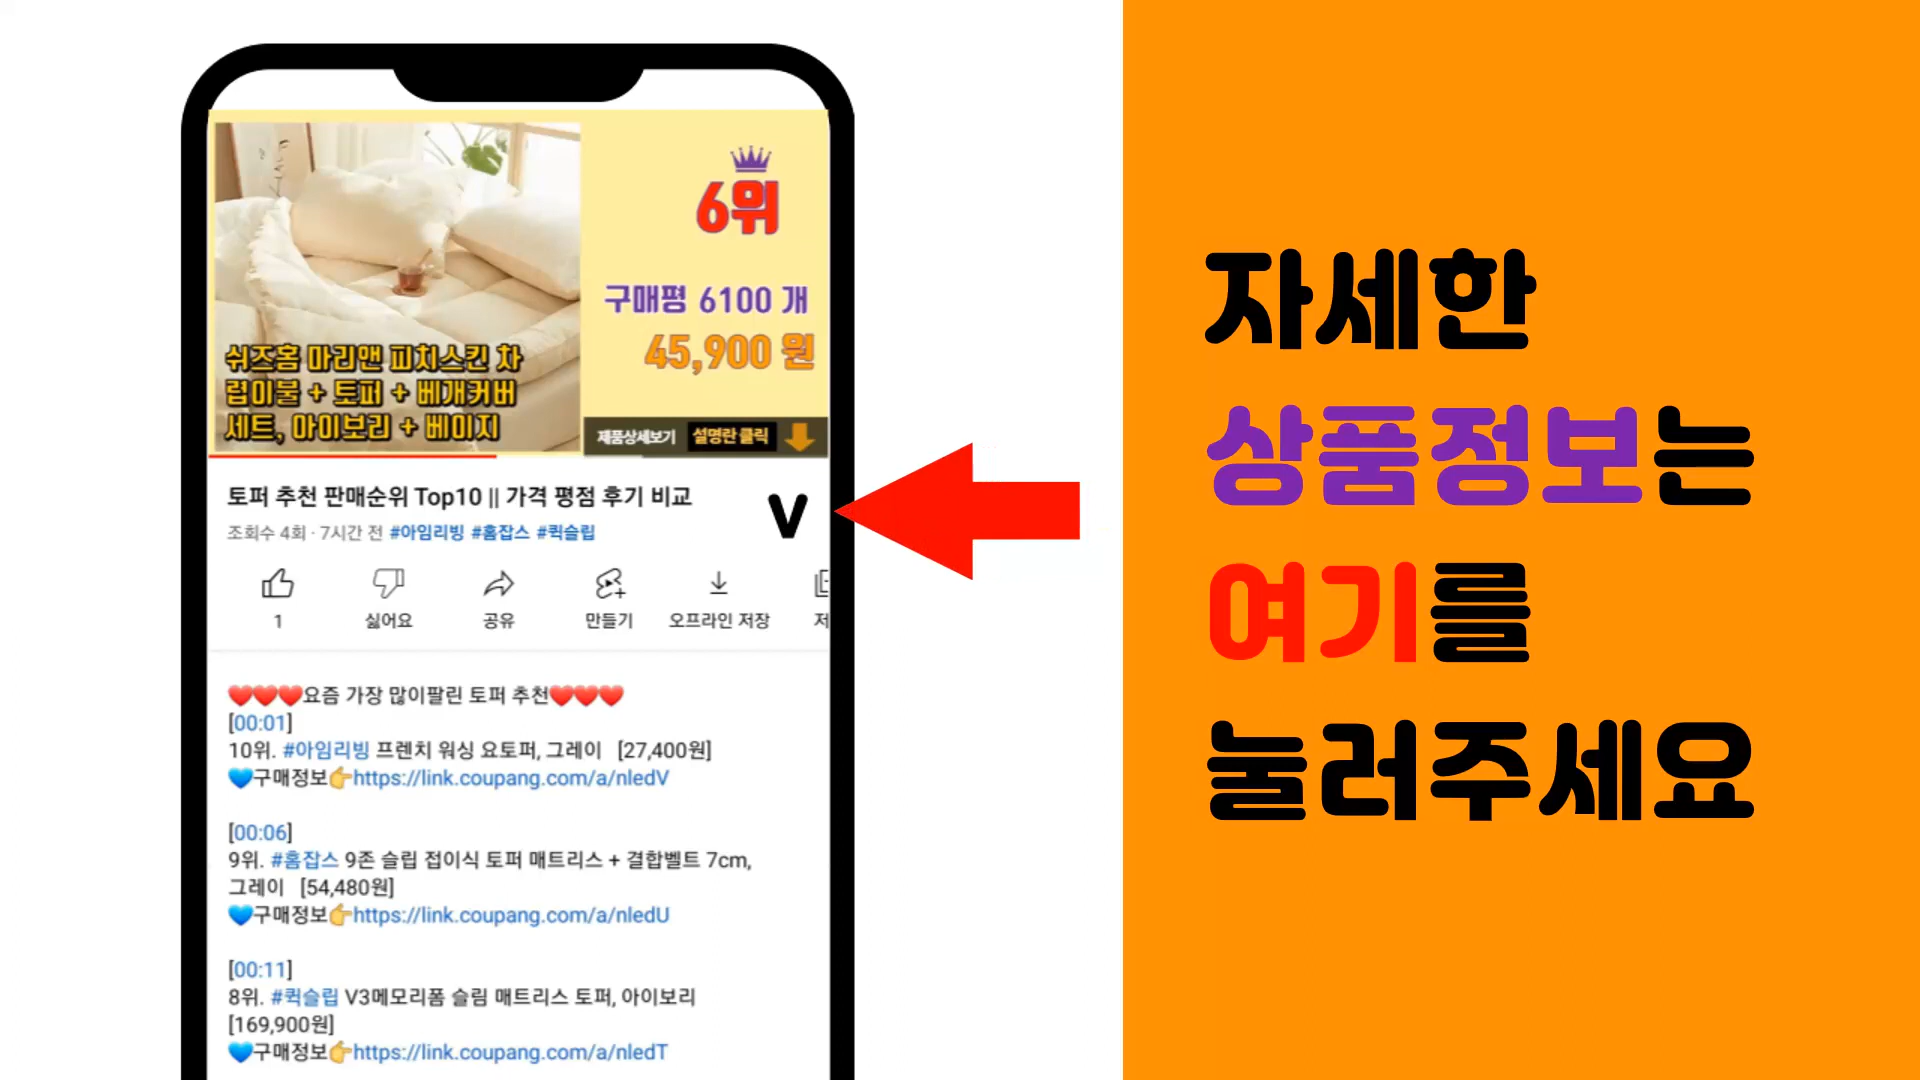 6위
구매평 6100 개
45,900 원
쉬즈홈 마리앤 피치스킨 차
렵이불 + 토퍼 + 베개커버
세트, 아이보리 + 베이지
제품상세보기 설명란 클릭
토퍼 추천 판매순위 Top10 || 가격 평점 후기 비교
V
조회수 4회 · 7시간 전 #아임리빙 #홈잡스 #퀵슬립
1 싫어요 공유 만들기 오프라인 저장 저
❤️❤️❤️요즘 가장 많이팔린 토퍼 추천❤️❤️❤️
[00:01]
10위. #아임리빙 프렌치 워싱 요토퍼, 그레이 [27,400원]
💙구매정보👉https://link.coupang.com/a/nledV
[00:06]
9위. #홈잡스 9존 슬립 접이식 토퍼 매트리스 + 결합벨트 7cm,
그레이 [54,480원]
💙구매정보👉https://link.coupang.com/a/nledU
[00:11]
8위. #퀵슬립 V3메모리폼 슬림 매트리스 토퍼, 아이보리
[169,900원]
💙구매정보👉https://link.coupang.com/a/nledT
자세한
상품정보는
여기를
눌러주세요